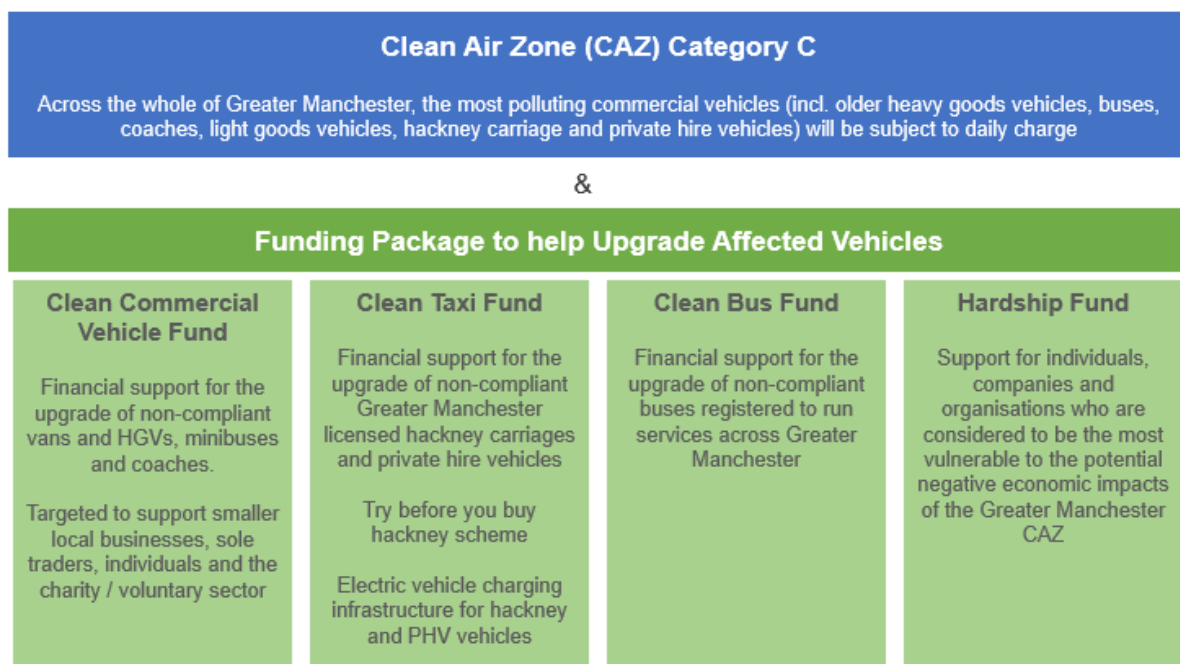 Clean Air Zone (CAZ) Category C
Across the whole of Greater Manchester, the most polluting commercial vehicles (incl. older heavy goods vehicles, buses,
coaches, light goods vehicles, hackney carriage and private hire vehicles) will be subject to daily charge
&
Funding Package to help Upgrade Affected Vehicles
Clean Commercial
Vehicle Fund
Financial support for the
upgrade of non-compliant
vans and HGVs, minibuses
and coaches.
Targeted to support smaller
local businesses, sole
traders, individuals and the
charity / voluntary sector
Clean Taxi Fund
Financial support for the
upgrade of non-compliant
Greater Manchester
licensed hackney carriages
and private hire vehicles
Try before you buy
hackney scheme
Electric vehicle charging
infrastructure for hackney
and PHV vehicles
Clean Bus Fund
Financial support for the
upgrade of non-compliant
buses registered to run
services across Greater
Manchester
Hardship Fund
Support for individuals,
companies and
organisations who are
considered to be the most
vulnerable to the potential
negative economic impacts
of the Greater Manchester
CAZ